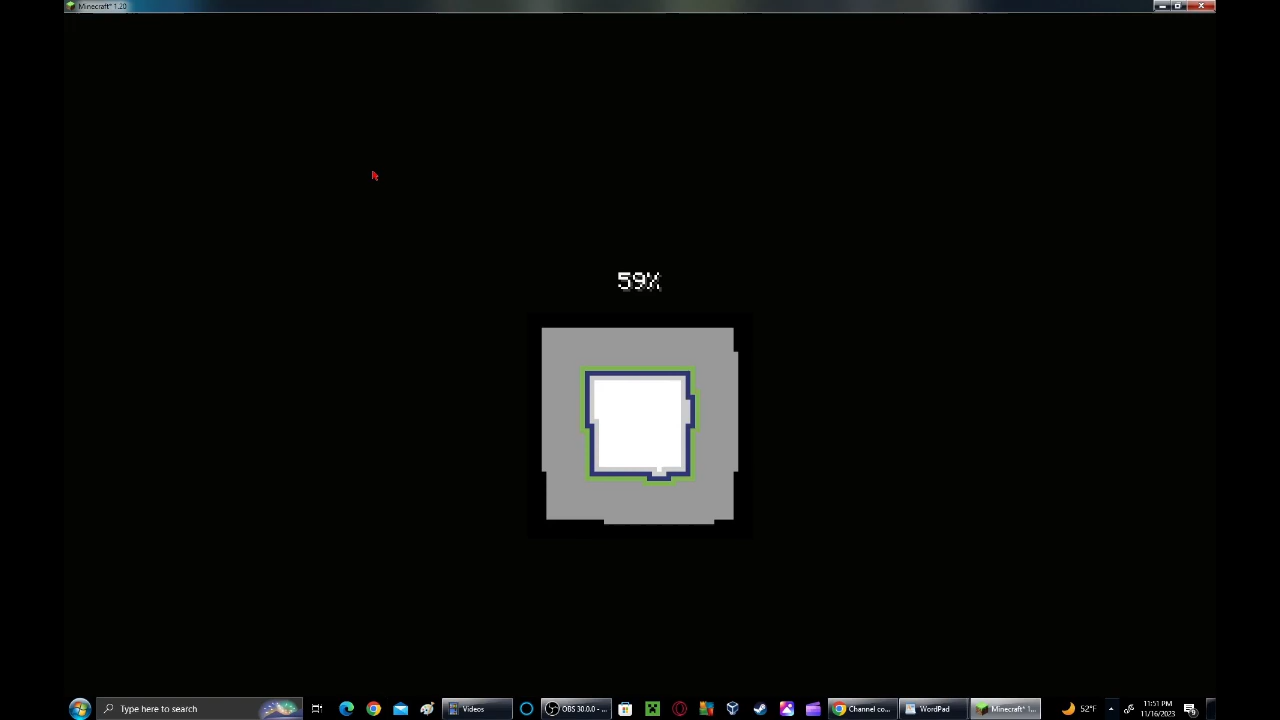 Minecraft* 1.20
59%
Type here to search
Videos
OBS 30.0.0 - ...
Channel co...
WordPad
Minecraft* 1...
52°F
11:51 PM
11/16/2023